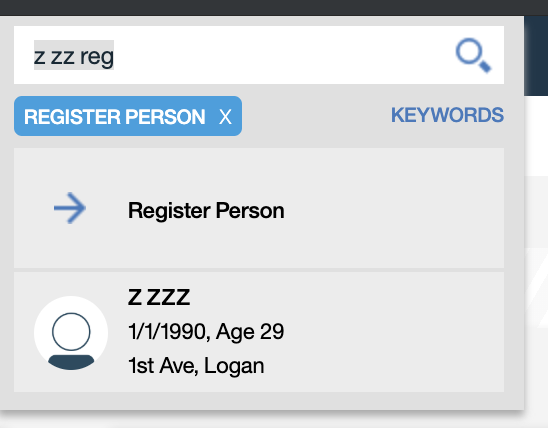 z zz reg
REGISTER PERSON X
KEYWORDS
Register Person
Z ZZZ
1/1/1990, Age 29
1st Ave, Logan